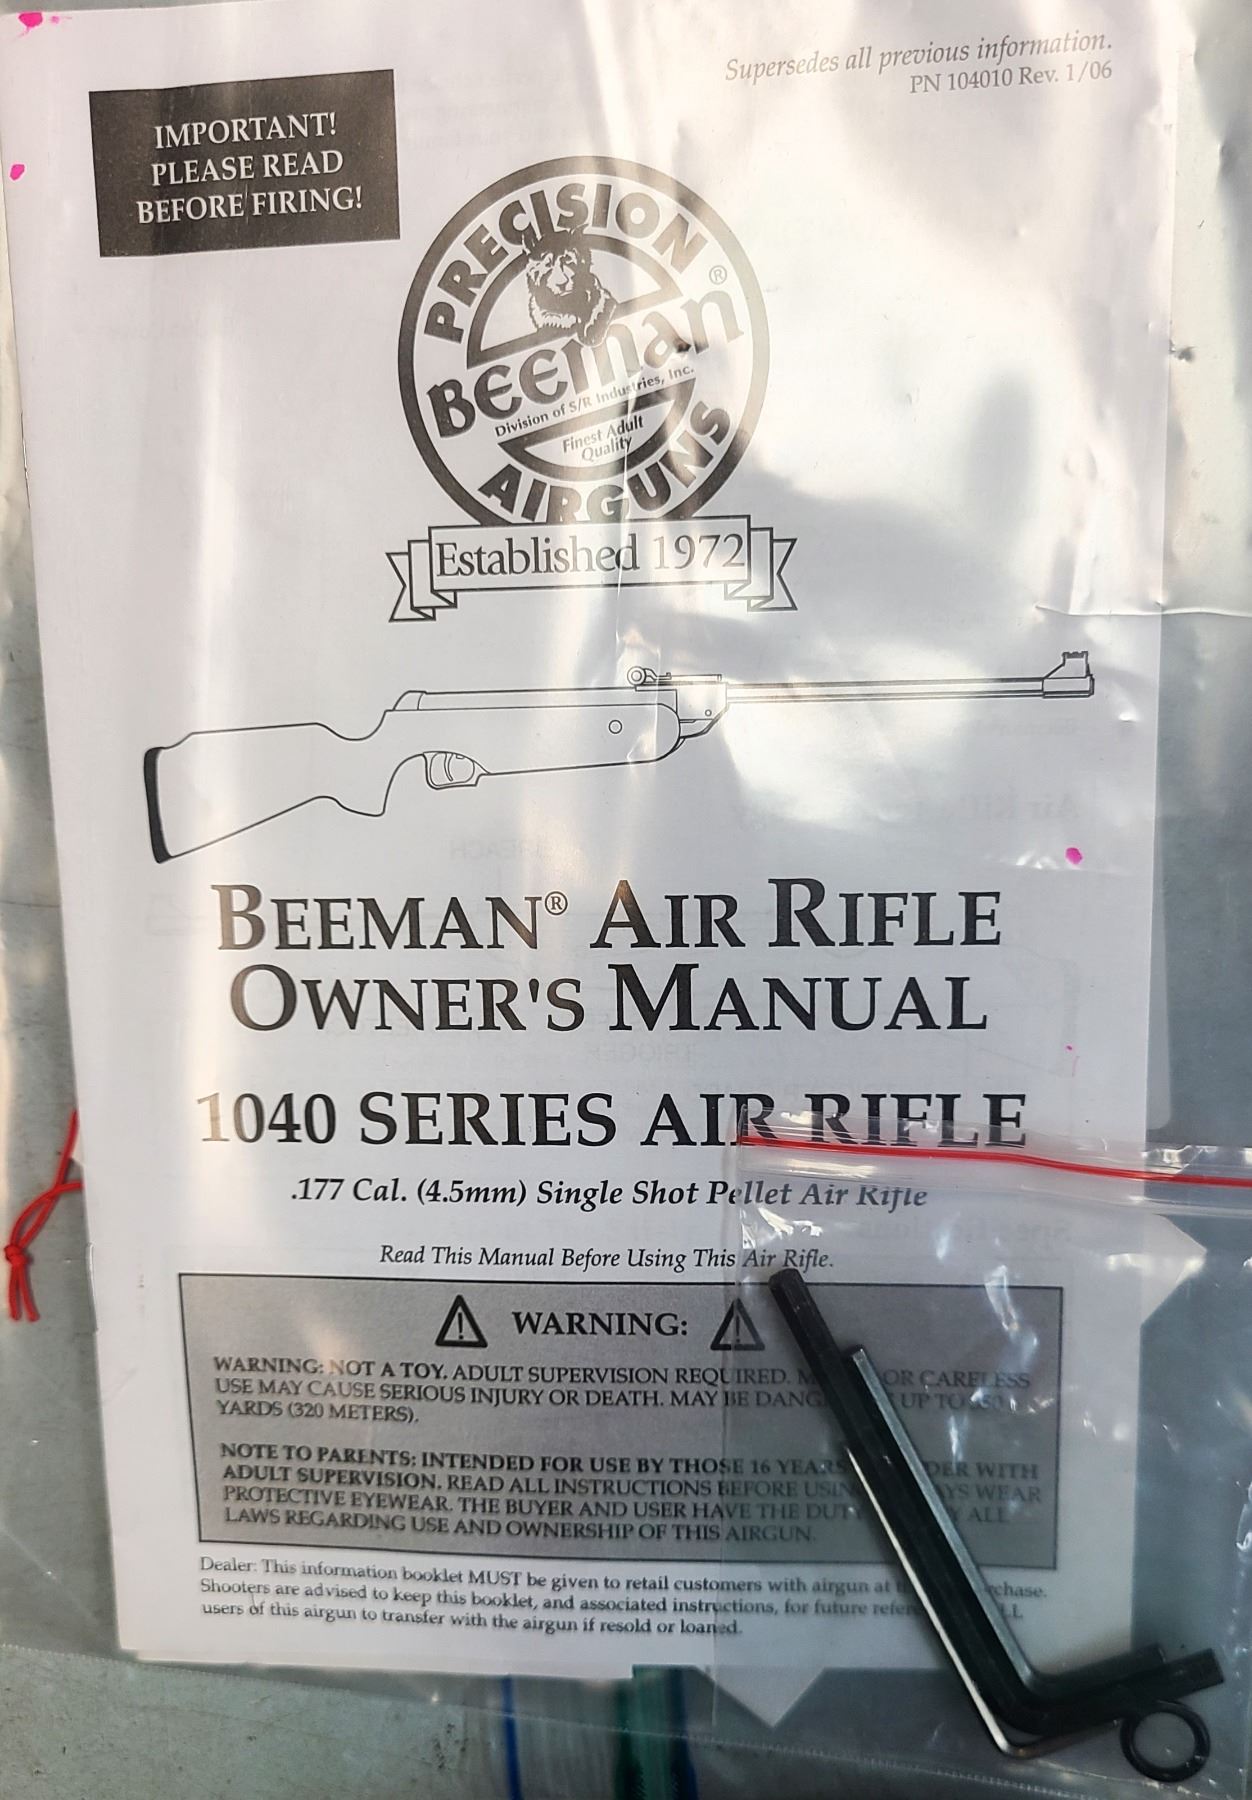 Supersedes all previous information.
PN 104010 Rev. 1/06
IMPORTANT!
PLEASE READ
BEFORE FIRING!
PRECISION
BEEman®
Division of S/R Industries, Inc.
Finest Adult
Quality
AIRGUNS
Established 1972
BEEMAN® AIR RIFLE
OWNER'S MANUAL
1040 SERIES AIR RIFLE
.177 Cal. (4.5mm) Single Shot Pellet Air Rifle
Read This Manual Before Using This Air Rifle.
WARNING:
WARNING: NOT A TOY. ADULT SUPERVISION REQUIRED. OR CARELESS
USE MAY CAUSE SERIOUS INJURY OR DEATH. MAY BE UP TO
YARDS (320 METERS).
NOTE TO PARENTS: INTENDED FOR USE BY THOSE 16 YEARS WITH
ADULT SUPERVISION. READ ALL INSTRUCTIONS BEFORE WEAR
PROTECTIVE EYEWEAR. THE BUYER AND USER HAVE THE ALL
LAWS REGARDING USE AND OWNERSHIP OF THIS AIRGUN.
Dealer: This information booklet MUST be given to retail customers with airgun at
Shooters are advised to keep this booklet, and associated instructions, for future
users of this airgun to transfer with the airgun if resold or loaned.